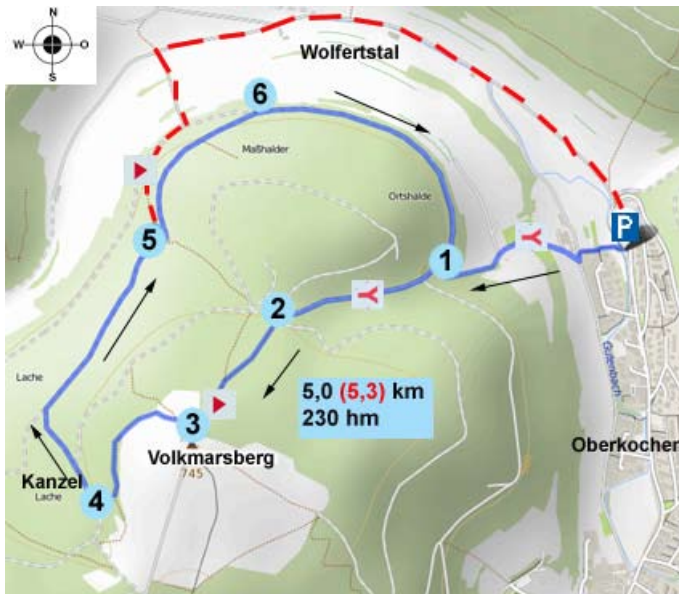 N
W O
S
Wolfertstal
6
Maßhalder
Ortshalde
P
5
1
2
Lache
5,0 (5,3) km
230 hm
Gutenbach
3
Oberkochen
Volkmarsberg
745
Kanzel
Lache
4